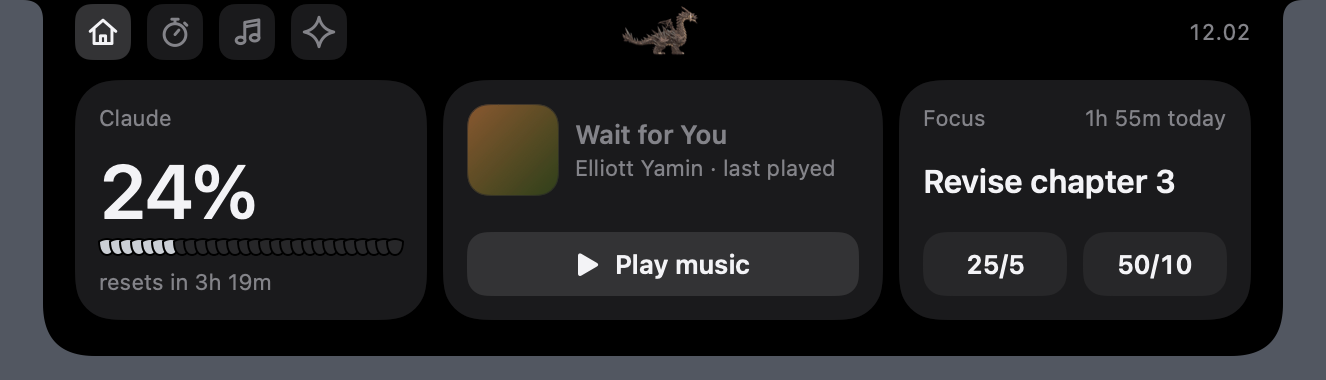 12.02
Claude
24%
resets in 3h 19m
Wait for You
Elliott Yamin · last played
Play music
Focus
1h 55m today
Revise chapter 3
25/5
50/10